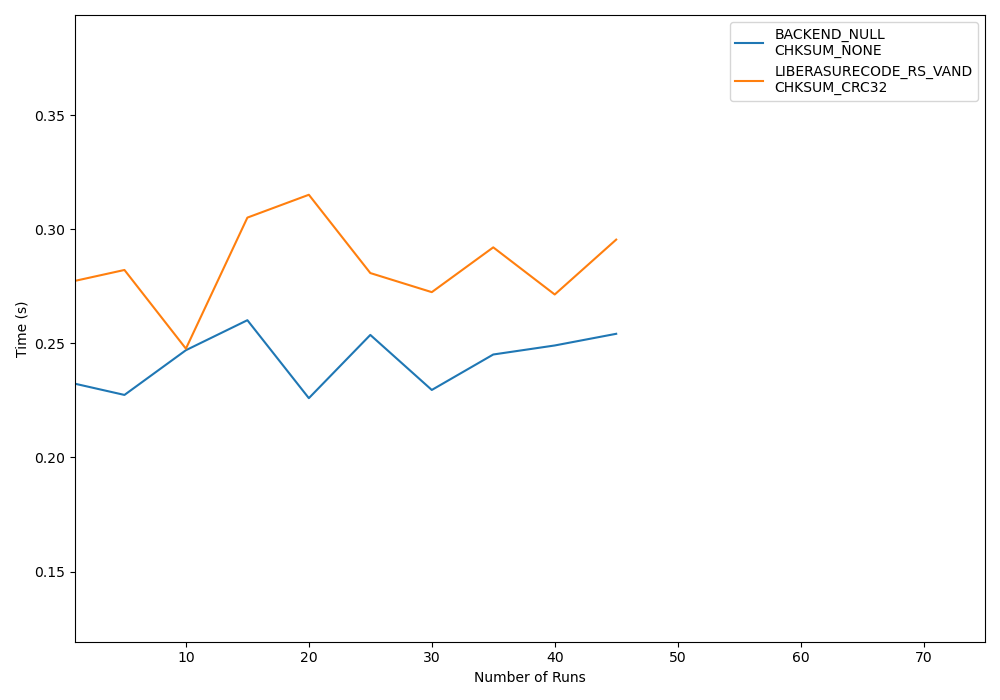 BACKEND_NULL
CHKSUM_NONE
LIBERASURECODE_RS_VAND
CHKSUM_CRC32
0.35
0.30
0.25
0.20
0.15
Time (s)
10 20 30 40 50 60 70
Number of Runs